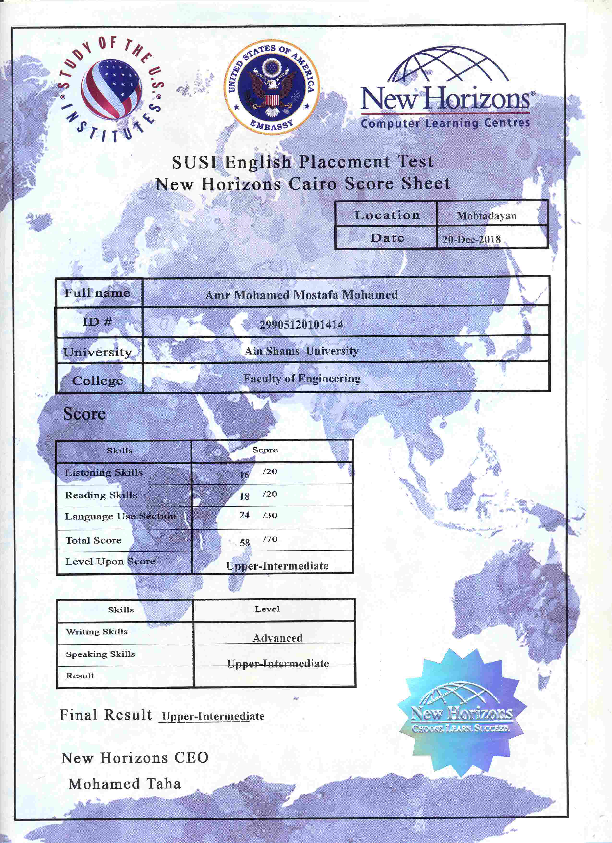 STUDY OF THE U.S. INSTITUTES
UNITED STATES OF AMERICA
EMBASSY
New Horizons®
Computer Learning Centres
SUSI English Placement Test
New Horizons Cairo Score Sheet
Location Mohtadayan
Date 20-Dec-2018
Full name Amr Mohamed Mostafa Mohamed
ID # 29905120101414
University Ain Shams University
College Faculty of Engineering
Score
Skills Score
Listening Skills 16 /20
Reading Skills 18 /20
Language Use Section 24 /30
Total Score 58 /70
Level Upon Score Upper-Intermediate
Skills Level
Writing Skills Advanced
Speaking Skills Upper-Intermediate
Result
Final Result Upper-Intermediate
New Horizons
CHOOSE. LEARN. SUCCEED.
New Horizons CEO
Mohamed Taha